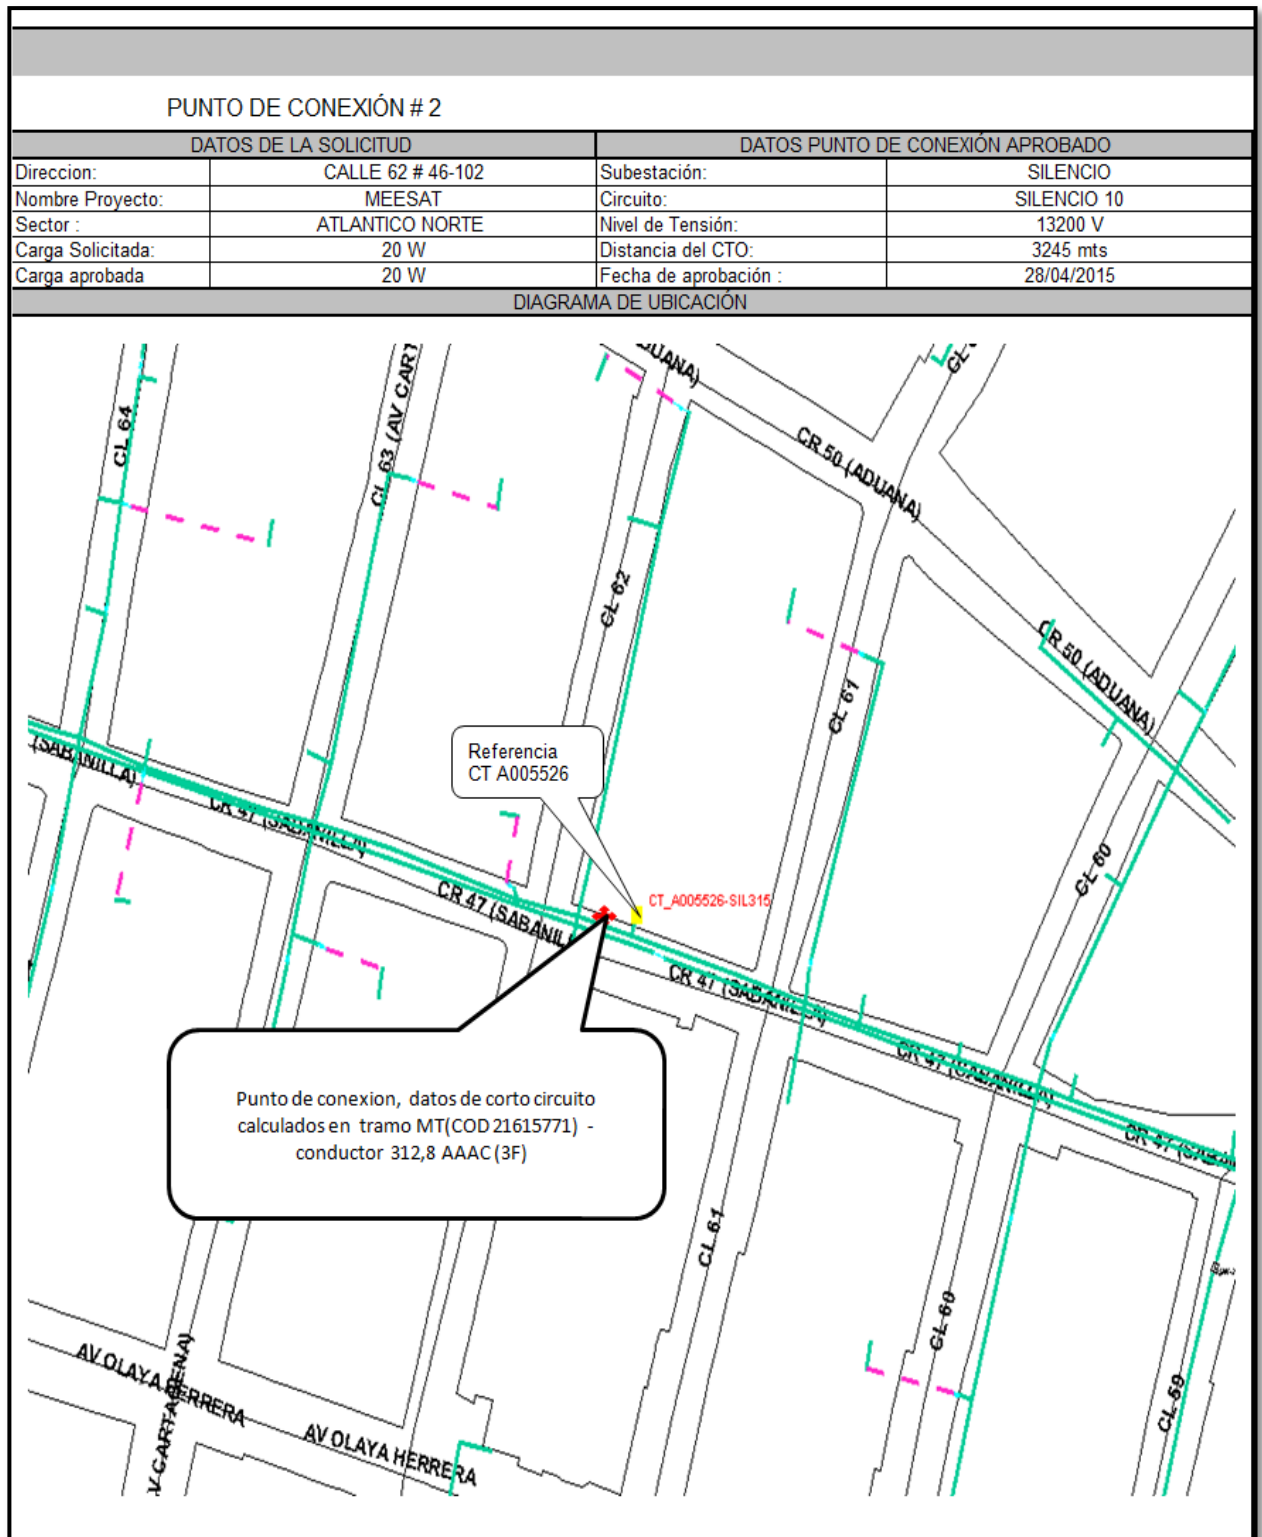 PUNTO DE CONEXIÓN # 2
DATOS DE LA SOLICITUD
DATOS PUNTO DE CONEXIÓN APROBADO
Direccion: CALLE 62 # 46-102 Subestación: SILENCIO
Nombre Proyecto: MEESAT Circuito: SILENCIO 10
Sector : ATLANTICO NORTE Nivel de Tensión: 13200 V
Carga Solicitada: 20 W Distancia del CTO: 3245 mts
Carga aprobada 20 W Fecha de aprobación : 28/04/2015
DIAGRAMA DE UBICACIÓN
DUANA)
CL 64
CL 63 (AV CART
CR 50 (ADUANA)
CL 62
CR 50 (ADUANA)
CL 61
(SABANILLA)
Referencia
CT A005526
CR 47 (SABANILLA)
CL 60
CR 47 (SABANIL
CT_A005526-SIL315
CR 47 (SABANILLA)
CR 47 (SABANILLA)
CR 47 (SABANI
Punto de conexion, datos de corto circuito
calculados en tramo MT(COD 21615771) -
conductor 312,8 AAAC (3F)
CL 61
CL 60
CL 59
AV OLAYA HERRERA
AV OLAYA HERRERA
V CARTAGENA)